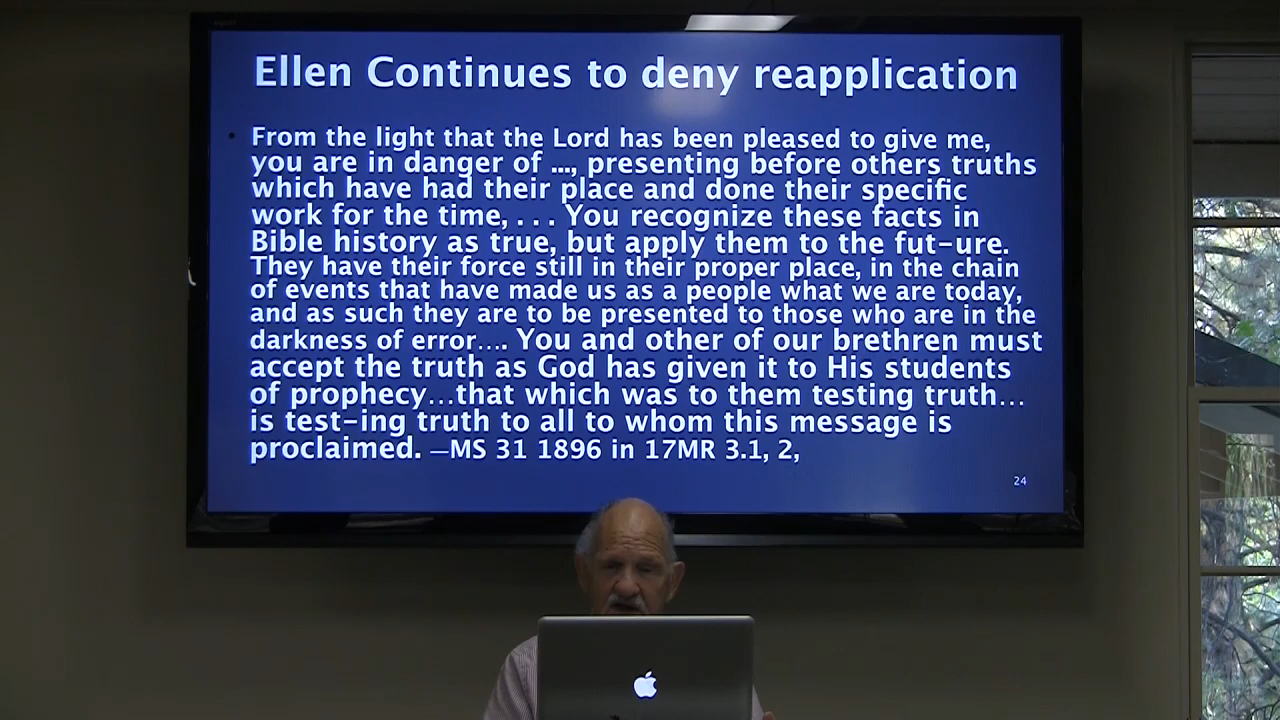 Ellen Continues to deny reapplication
• From the light that the Lord has been pleased to give me,
you are in danger of ..., presenting before others truths
which have had their place and done their specific
work for the time, . . . You recognize these facts in
Bible history as true, but apply them to the fut-ure.
They have their force still in their proper place, in the chain
of events that have made us as a people what we are today,
and as such they are to be presented to those who are in the
darkness of error…. You and other of our brethren must
accept the truth as God has given it to His students
of prophecy…that which was to them testing truth…
is test-ing truth to all to whom this message is
proclaimed. —MS 31 1896 in 17MR 3.1, 2,
24